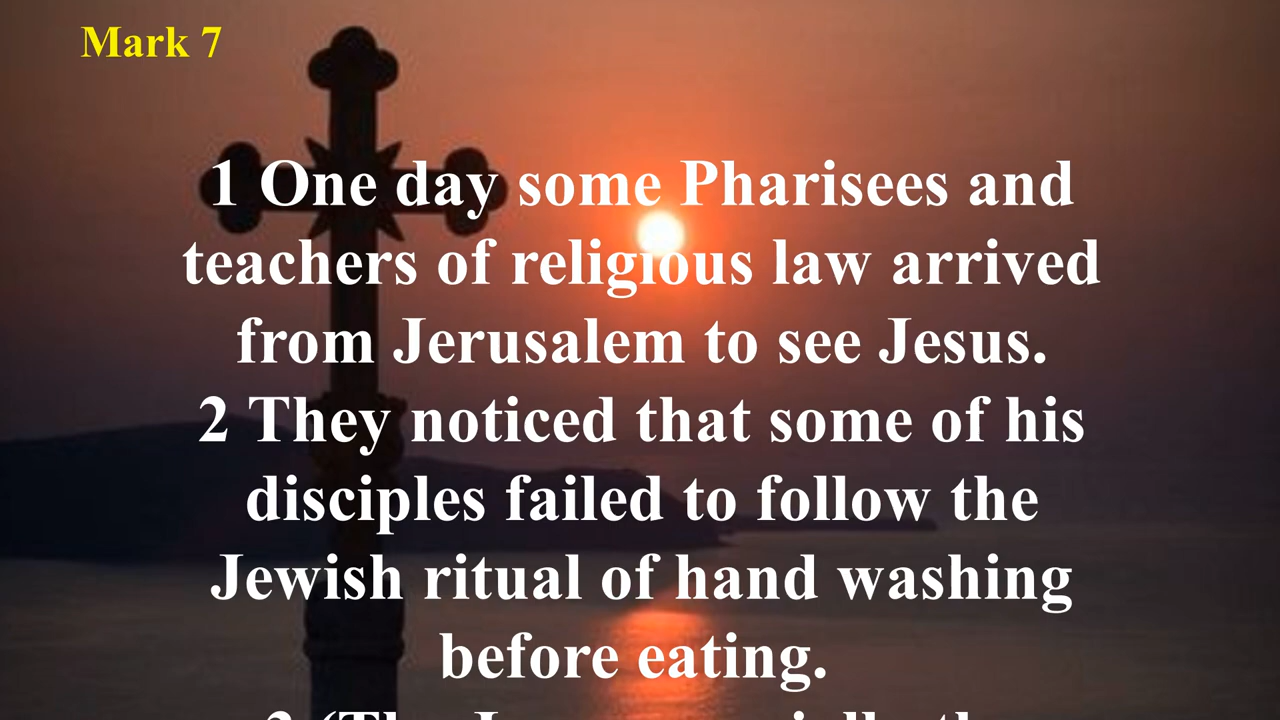 Mark 7
1 One day some Pharisees and
teachers of religious law arrived
from Jerusalem to see Jesus.
2 They noticed that some of his
disciples failed to follow the
Jewish ritual of hand washing
before eating.